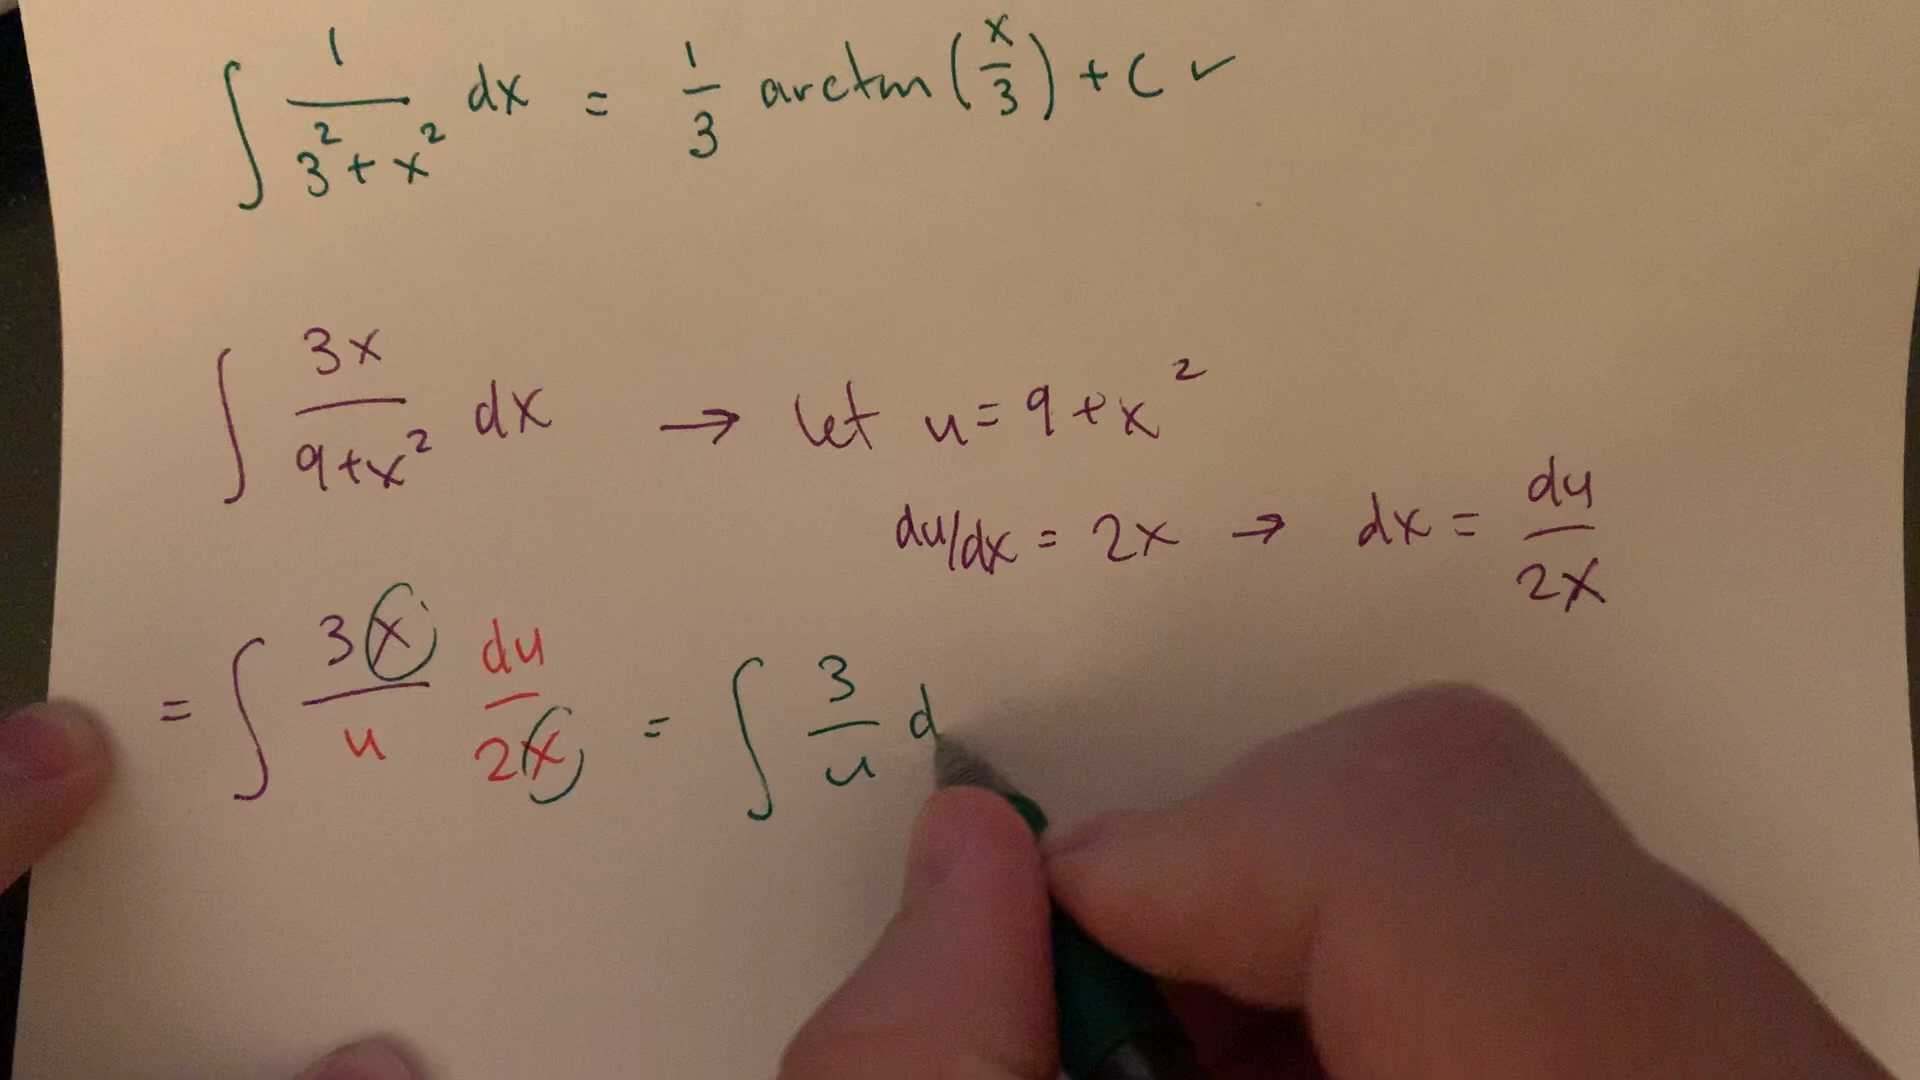 ∫ 1/(3² + x²) dx = 1/3 arctan(x/3) + C ✓
∫ 3x/(9+x²) dx → let u = 9 + x²
du/dx = 2x → dx = du/2x
= ∫ 3x/u du/2x = ∫ 3/u d